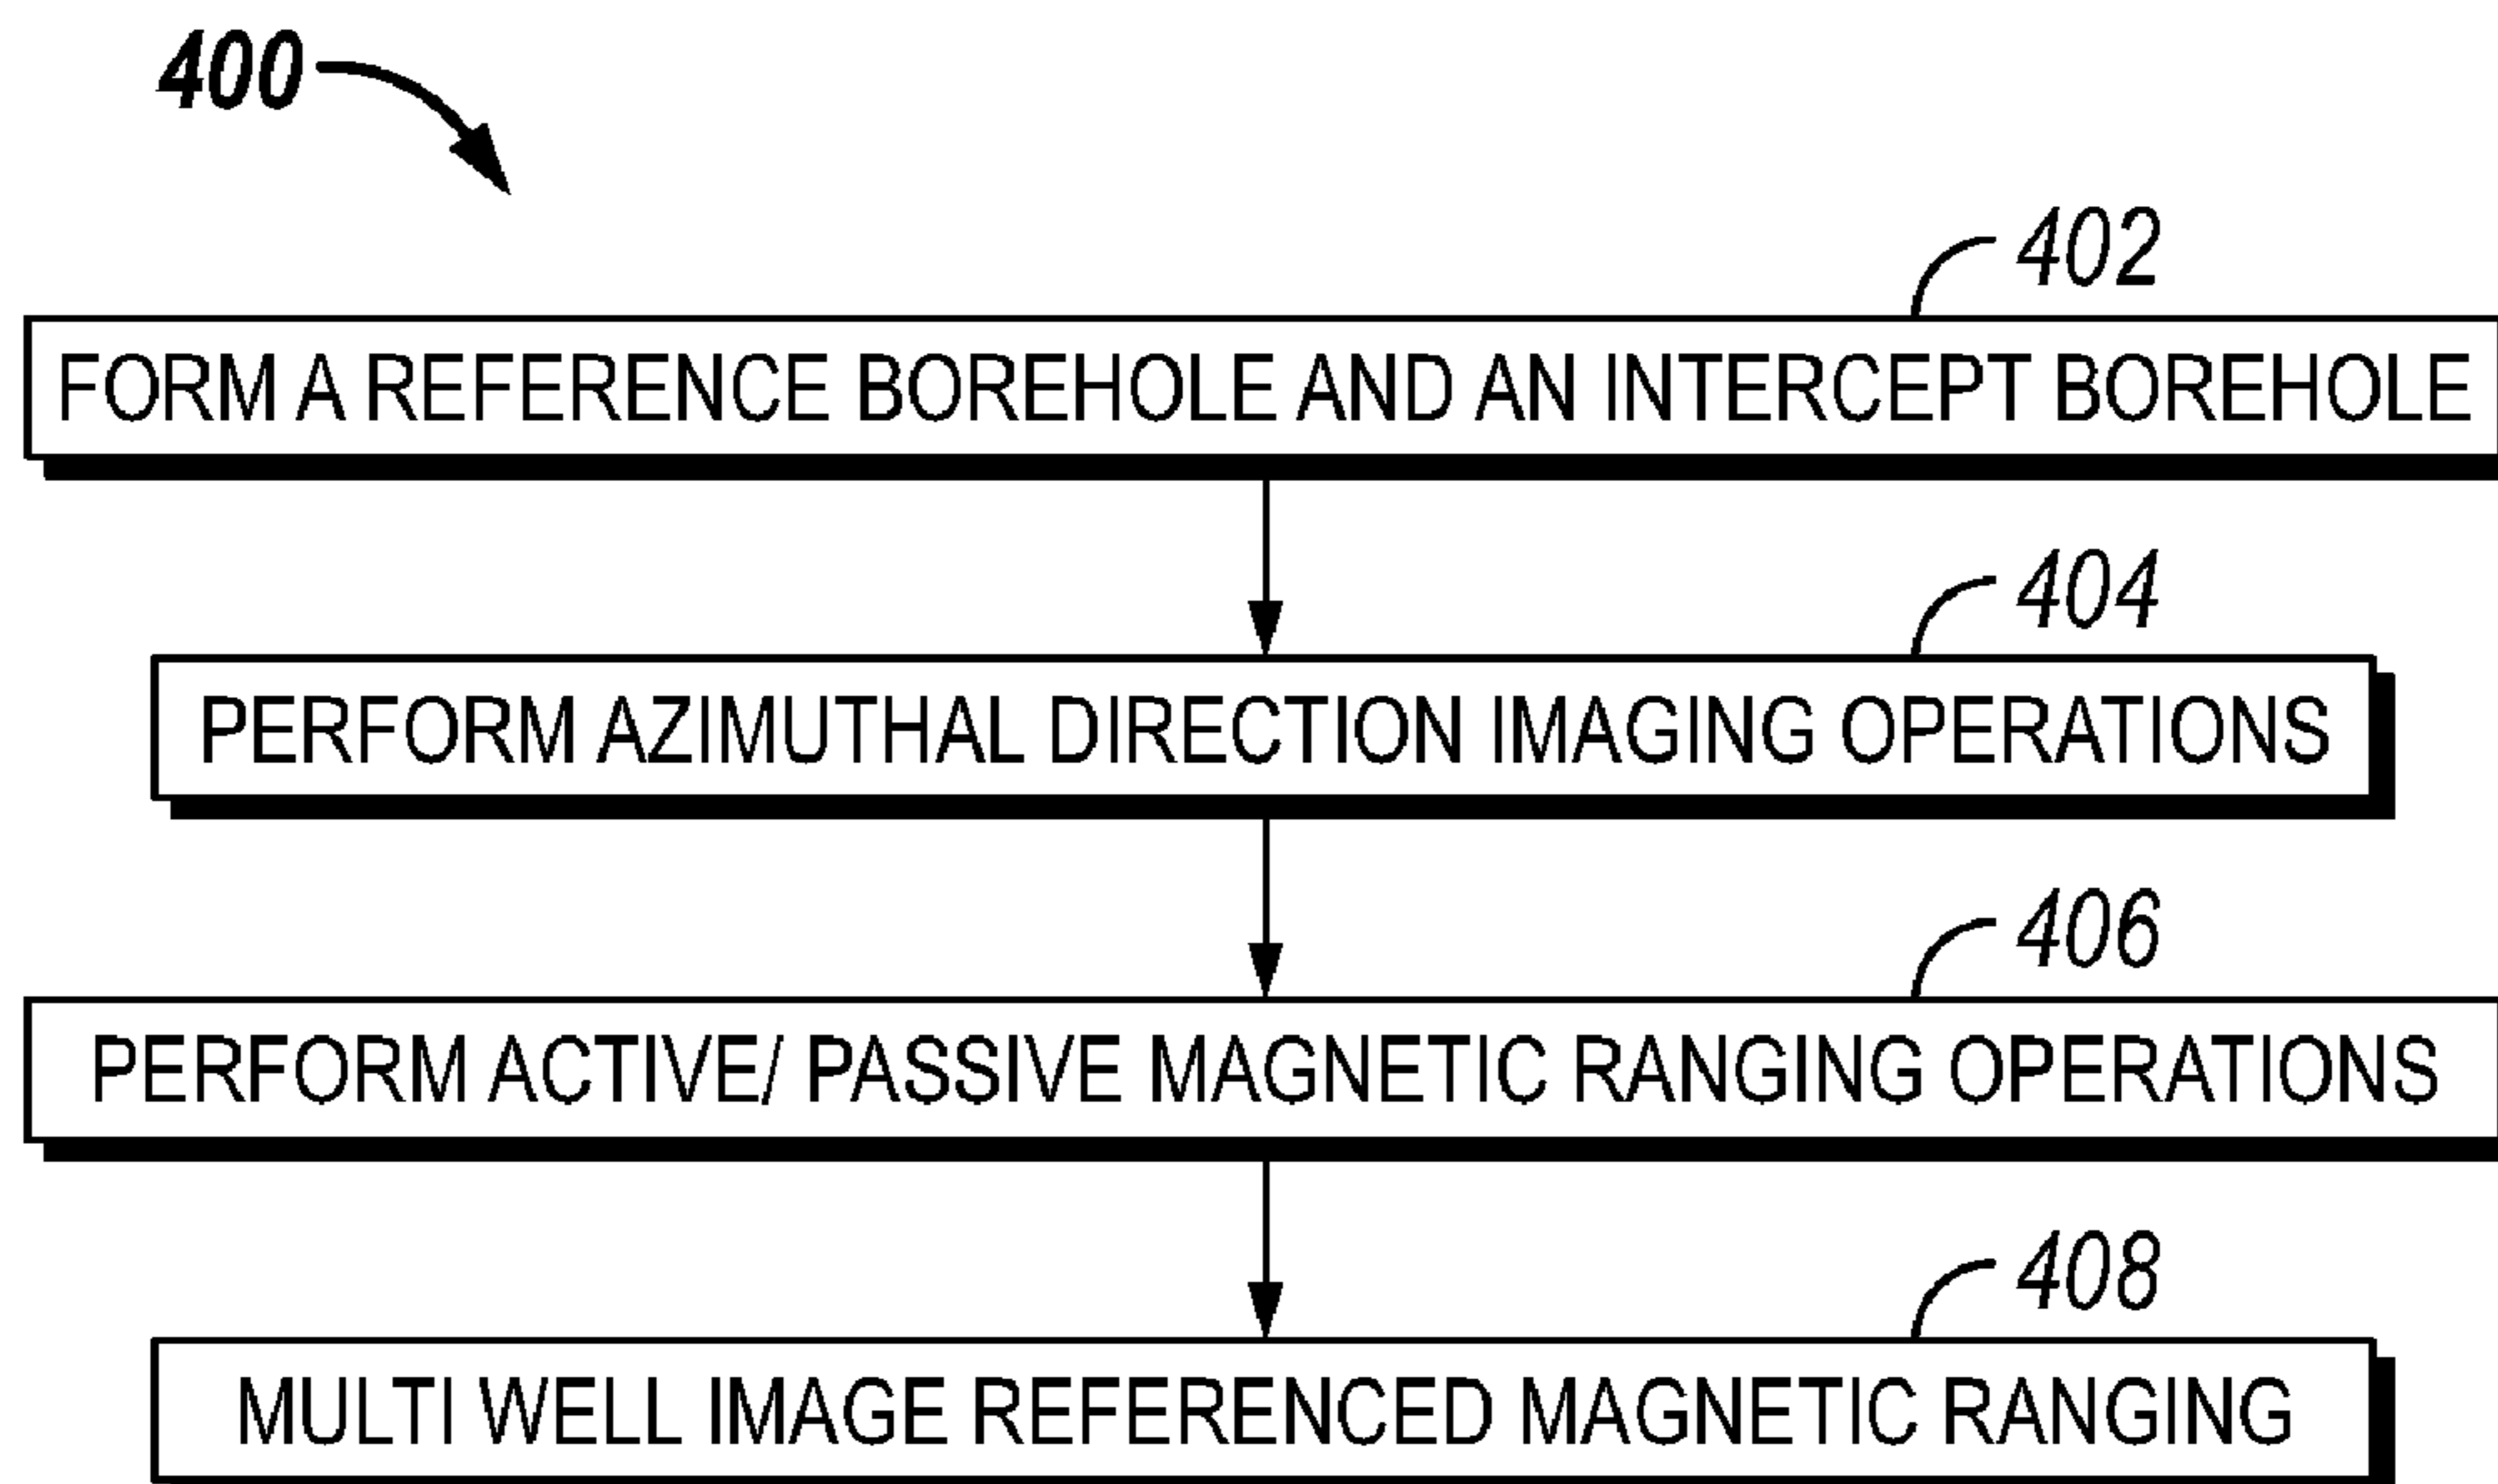 400
402
FORM A REFERENCE BOREHOLE AND AN INTERCEPT BOREHOLE
404
PERFORM AZIMUTHAL DIRECTION IMAGING OPERATIONS
406
PERFORM ACTIVE/ PASSIVE MAGNETIC RANGING OPERATIONS
408
MULTI WELL IMAGE REFERENCED MAGNETIC RANGING